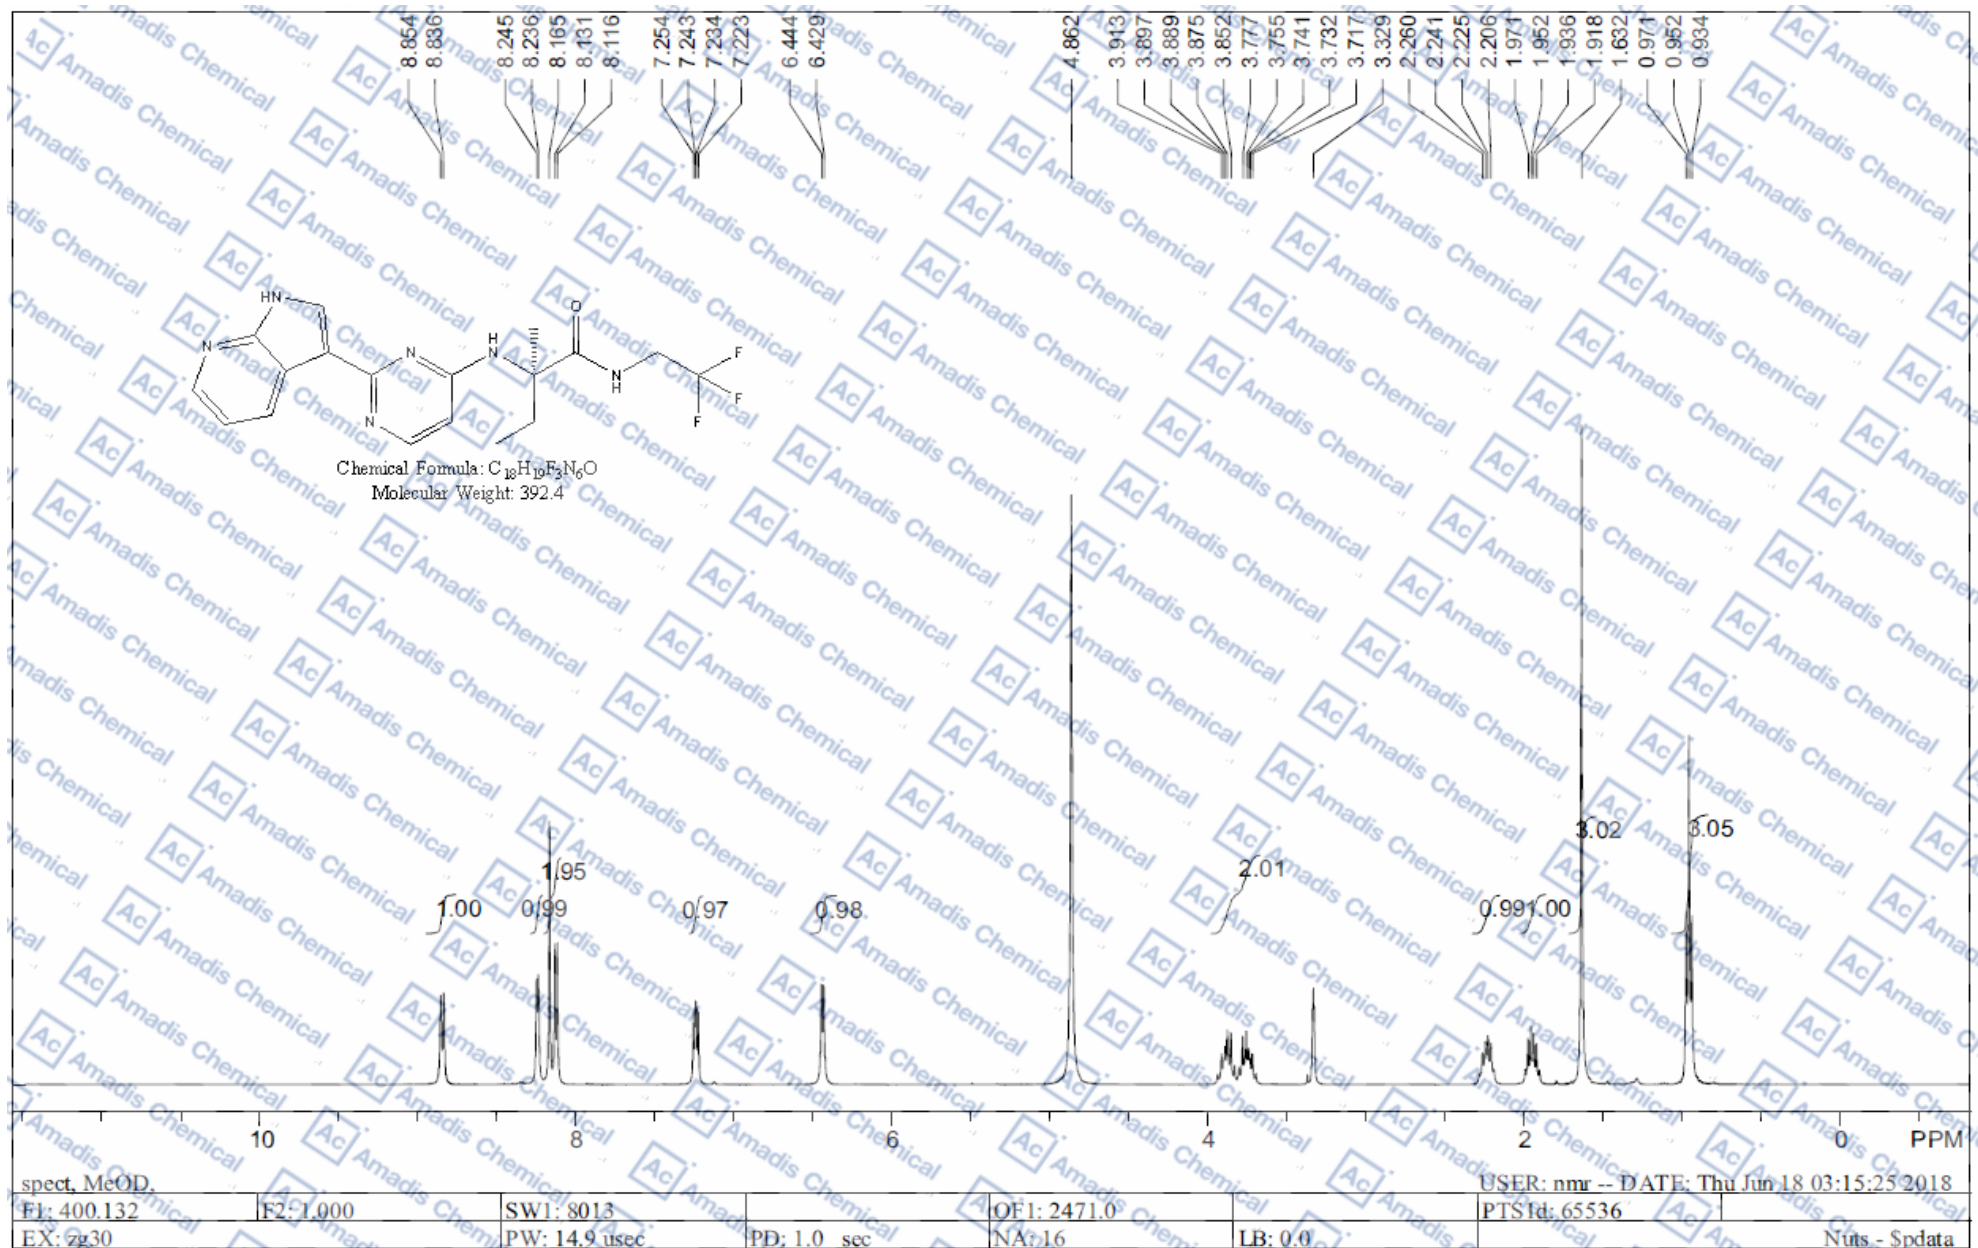 8.854
8.836
8.245
8.236
8.165
8.131
8.116
7.254
7.243
7.234
7.223
6.444
6.429
4.862
3.913
3.897
3.889
3.875
3.852
3.777
3.755
3.741
3.732
3.717
3.329
2.260
2.241
2.225
2.206
1.971
1.952
1.936
1.918
1.632
0.971
0.952
0.934
HN
N
N
N
H
N
O
N
H
F
F
F
Chemical Formula: C18H19F3N6O
Molecular Weight: 392.4
1.00
0.99
1.95
0.97
0.98
2.01
0.99
1.00
3.02
3.05
10 8 6 4 2 0 PPM
spect, MeOD,
USER: nmr -- DATE: Thu Jun 18 03:15:25 2018
F1: 400.132 F2: 1.000 SW1: 8013 OF1: 2471.0 PTS1d: 65536
EX: zg30 PW: 14.9 usec PD: 1.0 sec NA: 16 LB: 0.0 Nuts - $pdata
Ac Amadis Chemical